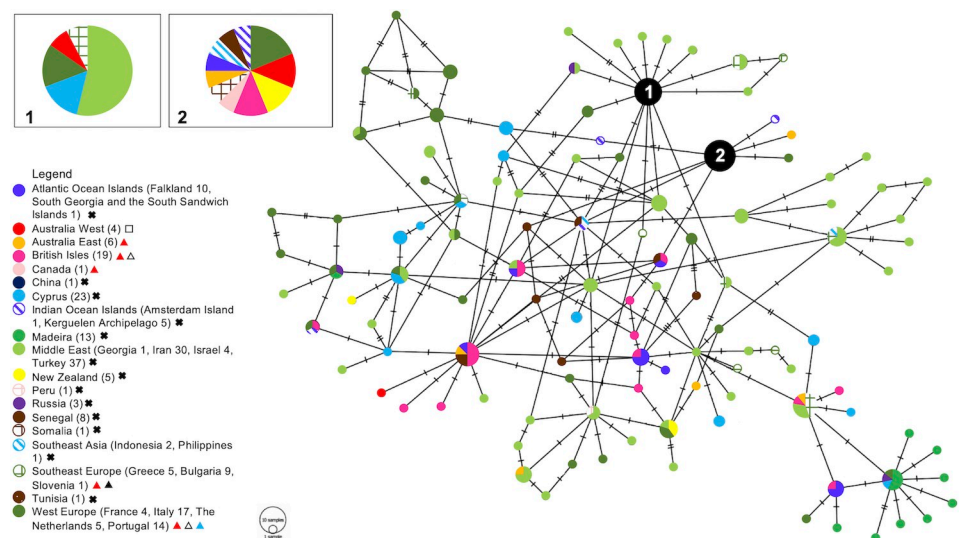 1
2
1
2
Legend
Atlantic Ocean Islands (Falkland 10,
South Georgia and the South Sandwich
Islands 1) ✖
Australia West (4) □
Australia East (6) ▲
British Isles (19) ▲ △
Canada (1) ▲
China (1) ✖
Cyprus (23) ✖
Indian Ocean Islands (Amsterdam Island
1, Kerguelen Archipelago 5) ✖
Madeira (13) ✖
Middle East (Georgia 1, Iran 30, Israel 4,
Turkey 37) ✖
New Zealand (5) ✖
Peru (1) ✖
Russia (3) ✖
Senegal (8) ✖
Somalia (1) ✖
Southeast Asia (Indonesia 2, Philippines
1) ✖
Southeast Europe (Greece 5, Bulgaria 9,
Slovenia 1) ▲ ▲
Tunisia (1) ✖
West Europe (France 4, Italy 17, The
Netherlands 5, Portugal 14) ▲ △ ▲
10 samples
1 sample